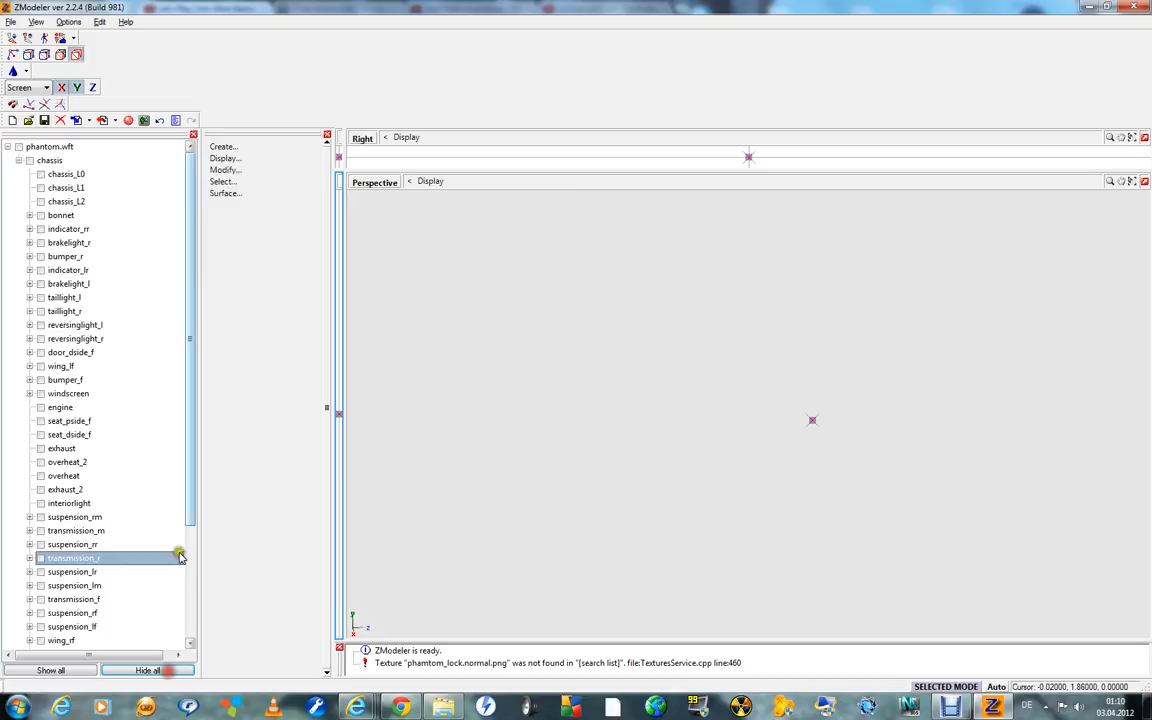 ZModeler ver 2.2.4 (Build 981)
File View Options Edit Help
Screen X Y Z
phantom.wft
chassis
chassis_L0
chassis_L1
chassis_L2
bonnet
indicator_rr
brakelight_r
bumper_r
indicator_lr
brakelight_l
taillight_l
taillight_r
reversinglight_l
reversinglight_r
door_dside_f
wing_lf
bumper_f
windscreen
engine
seat_pside_f
seat_dside_f
exhaust
overheat_2
overheat
exhaust_2
interiorlight
suspension_rm
transmission_m
suspension_rr
transmission_r
suspension_lr
suspension_lm
transmission_f
suspension_rf
suspension_lf
wing_rf
Show all Hide all
Create...
Display...
Modify...
Select...
Surface...
Right < Display
Perspective < Display
y
z
x
ZModeler is ready.
Texture "phamtom_lock.normal.png" was not found in "[search list]". file:TexturesService.cpp line:460
SELECTED MODE Auto Cursor: -0.02000, 1.86000, 0.00000
99
DE
01:10
03.04.2012